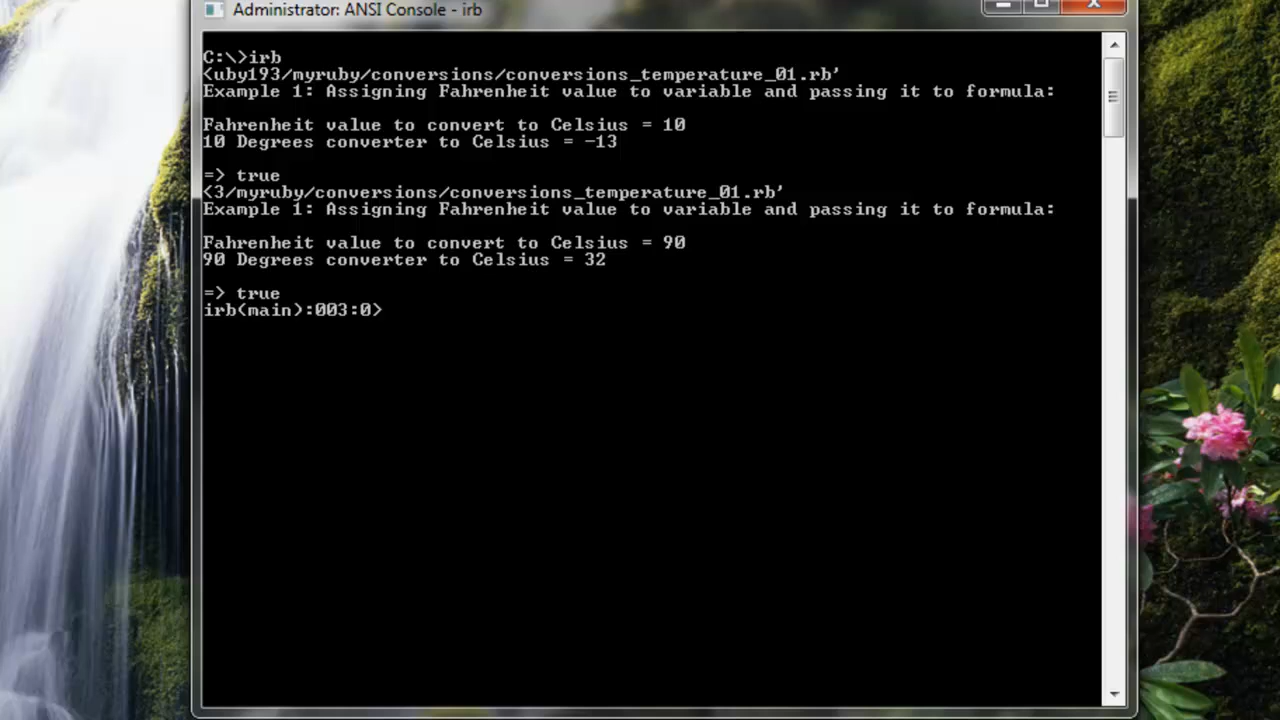 Administrator: ANSI Console - irb
C:\>irb
<uby193/myruby/conversions/conversions_temperature_01.rb'
Example 1: Assigning Fahrenheit value to variable and passing it to formula:
Fahrenheit value to convert to Celsius = 10
10 Degrees converter to Celsius = -13
=> true
<3/myruby/conversions/conversions_temperature_01.rb'
Example 1: Assigning Fahrenheit value to variable and passing it to formula:
Fahrenheit value to convert to Celsius = 90
90 Degrees converter to Celsius = 32
=> true
irb(main):003:0>